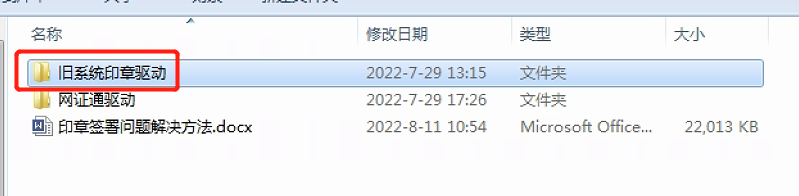 名称 修改日期 类型 大小
旧系统印章驱动 2022-7-29 13:15 文件夹
网证通驱动 2022-7-29 17:26 文件夹
印章签署问题解决方法.docx 2022-8-11 10:54 Microsoft Office... 22,013 KB